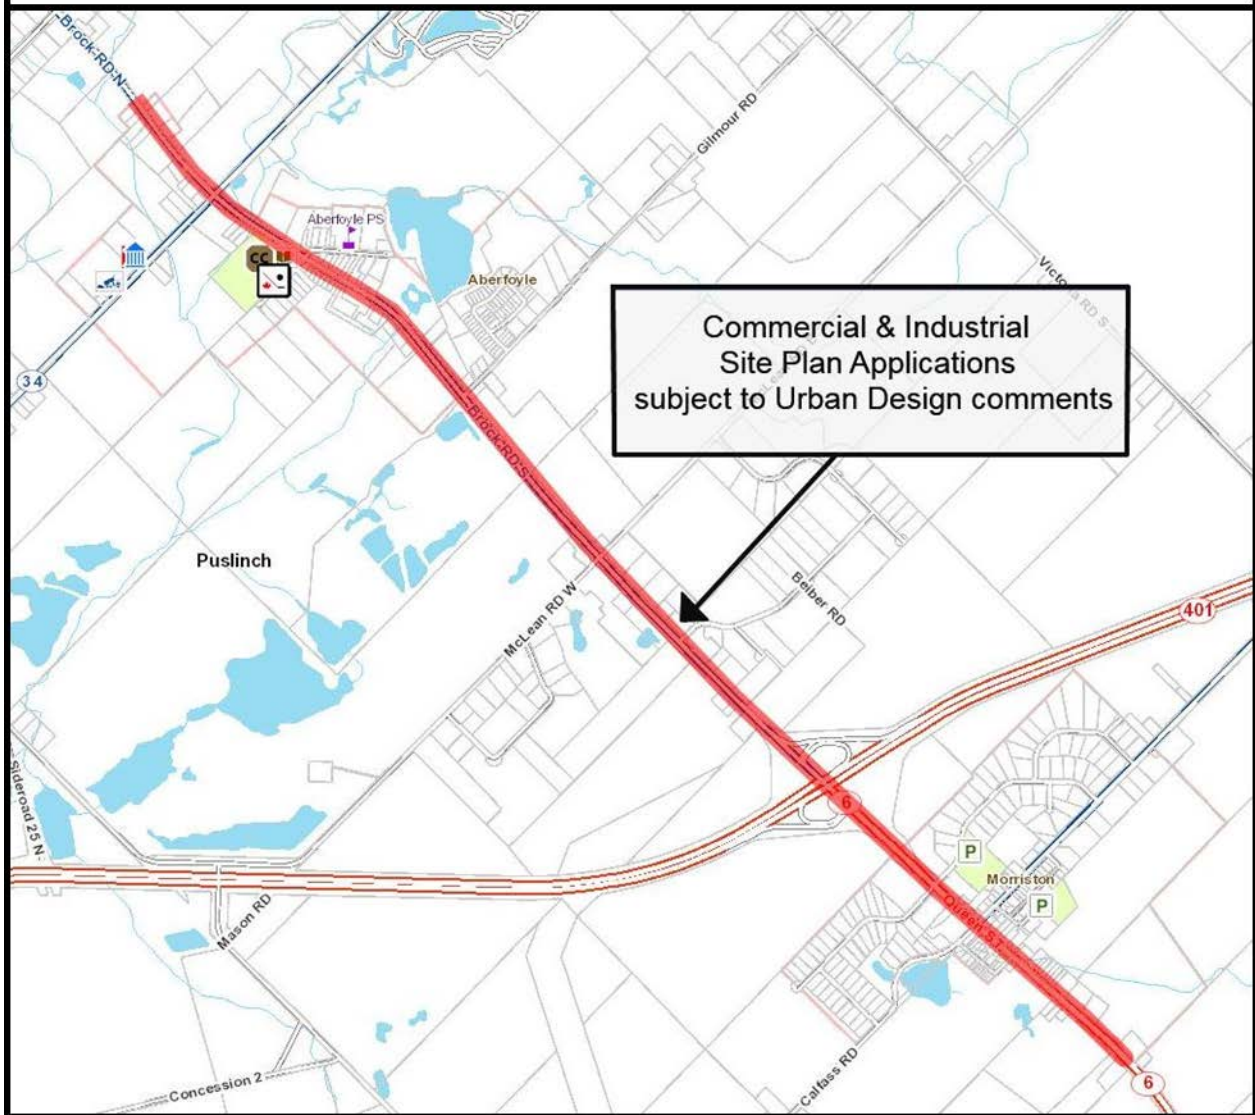 Brock RD N
Gilmour RD
Aberfoyle PS
CC
Aberfoyle
Victoria RD S
Commercial & Industrial
Site Plan Applications
subject to Urban Design comments
34
Brock RD S
Puslinch
McLean RD W
Beiber RD
401
Sideroad 25 N
6
P
Morriston
P
Queen ST
Mason RD
Calfass RD
Concession 2
6